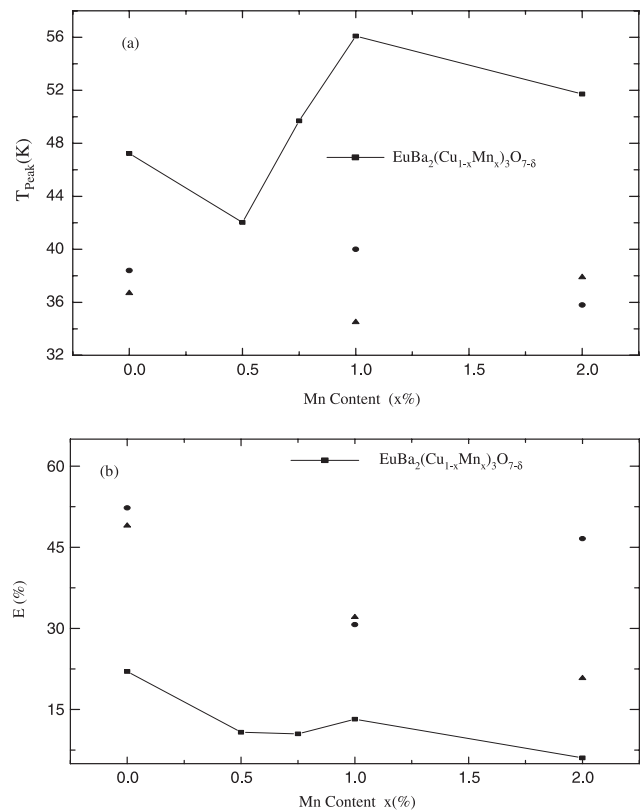 (a)
56
52
48
44
40
36
32
T_Peak(K)
EuBa2(Cu1-xMnx)3O7-δ
0.0 0.5 1.0 1.5 2.0
Mn Content (x%)
(b)
60
45
30
15
E (%)
EuBa2(Cu1-xMnx)3O7-δ
0.0 0.5 1.0 1.5 2.0
Mn Content x(%)